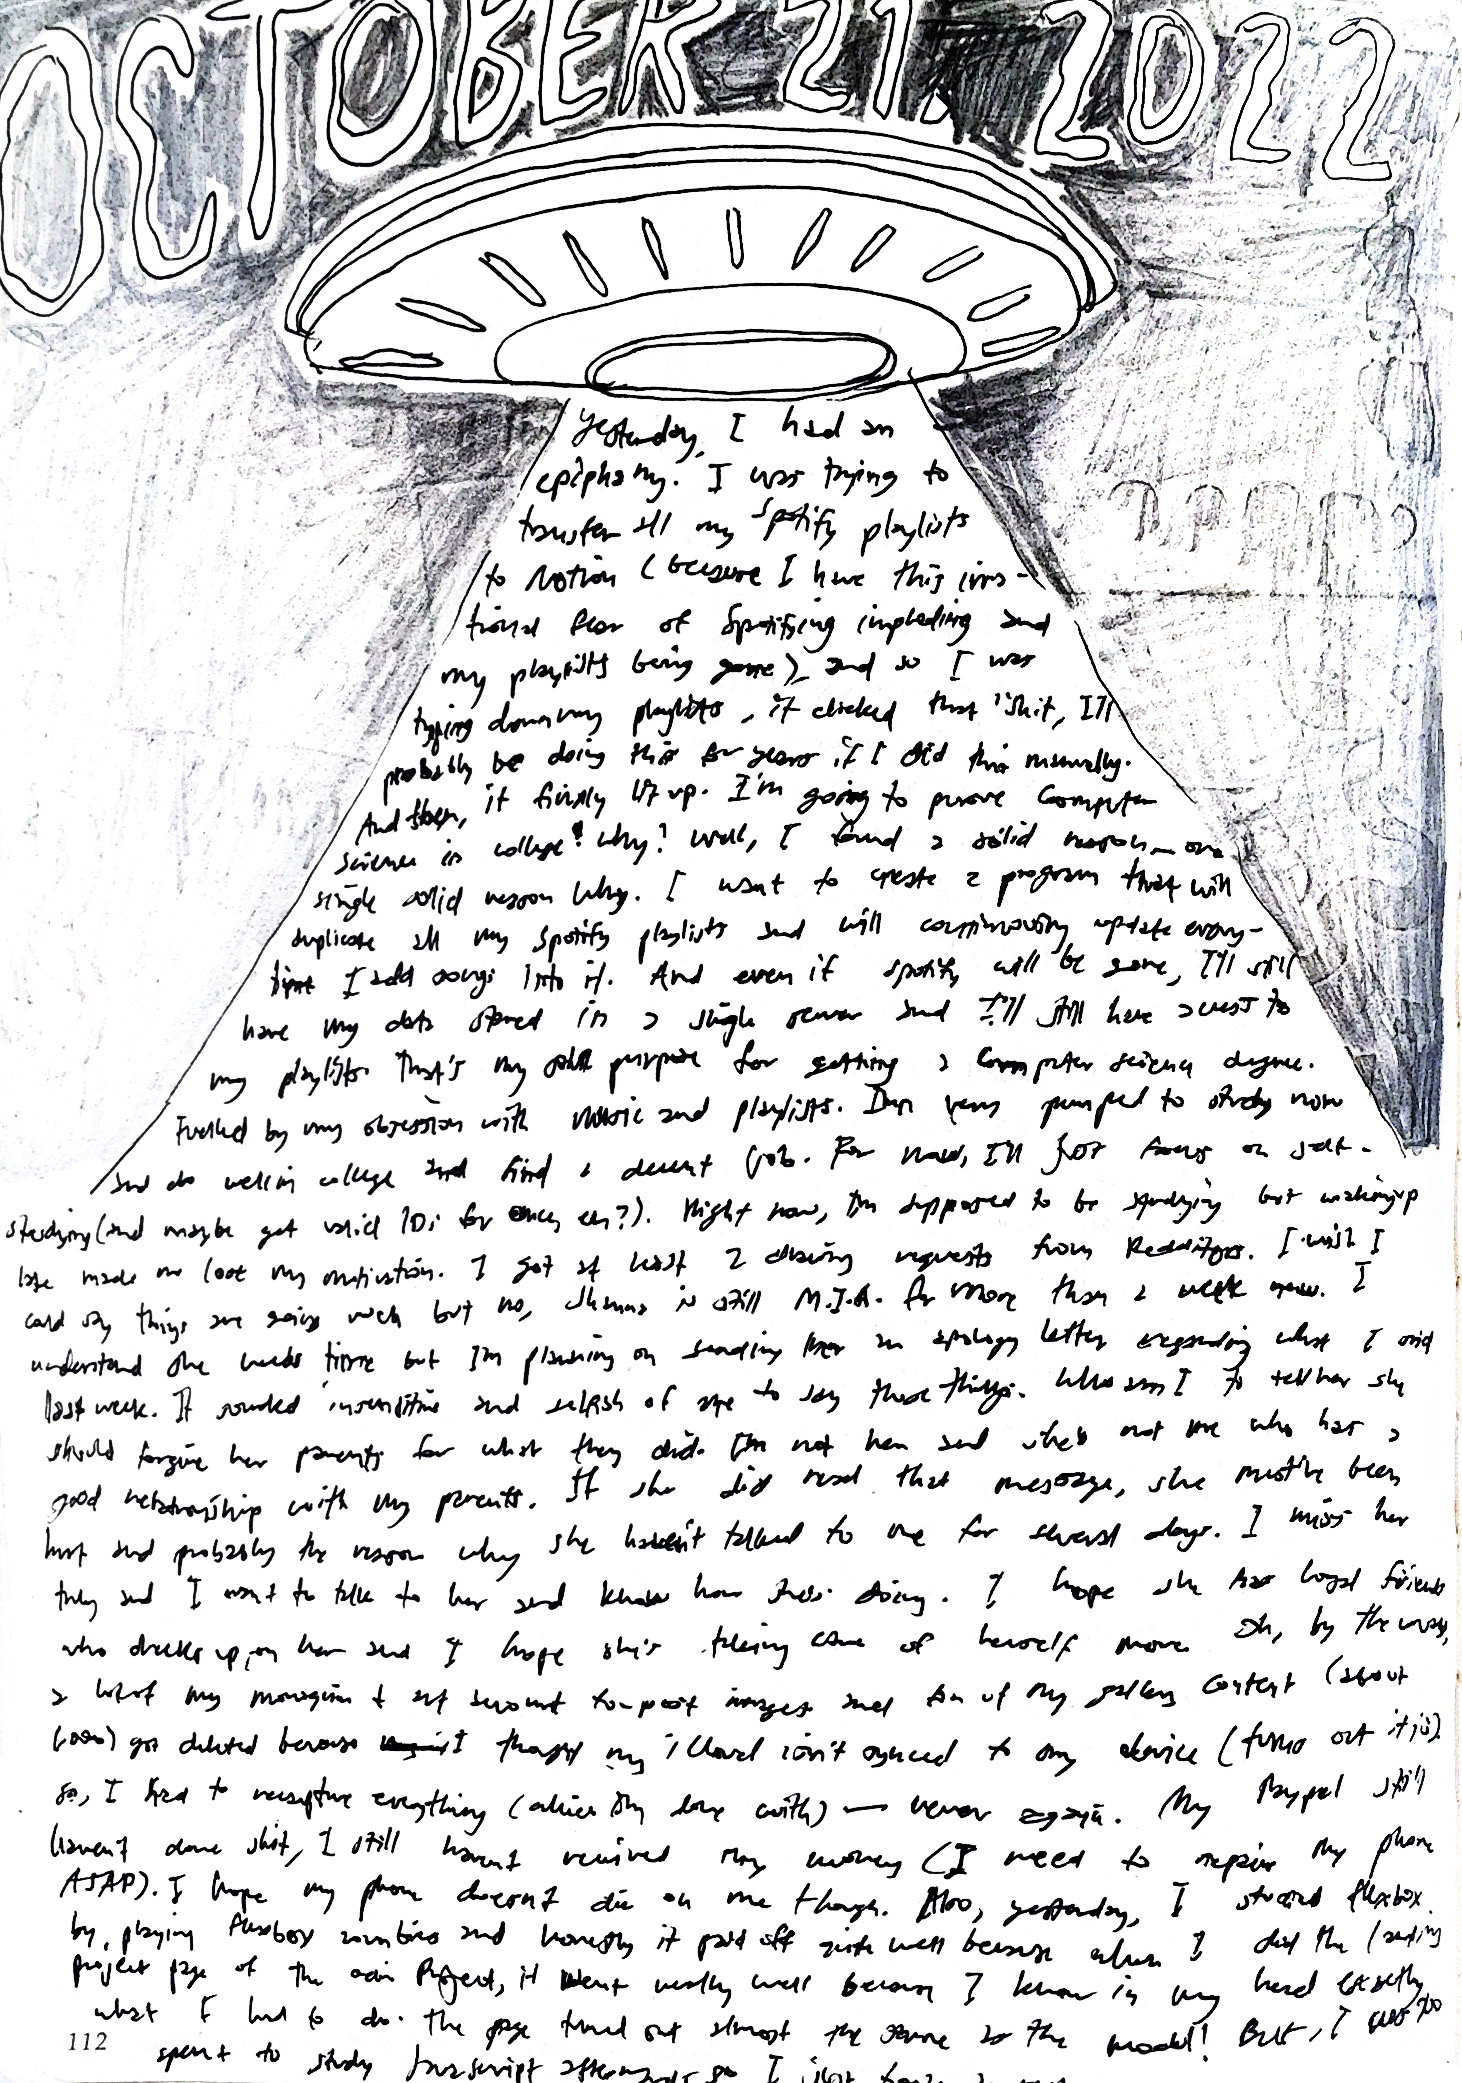 OCTOBER 21, 2022
Yesterday, I had an
epiphany. I was trying to
transfer all my Spotify playlists
to Notion (because I have this irra-
tional fear of Spotifying imploding and
my playlists being gone), and so I was
typing down my playlists, it clicked that "shit, I'll
probably be doing this for years if I did this manually.
And then, it finally lit up. I'm going to pursue Computer
Science in college! Why? Well, I found a solid reason — one
single solid reason why. I want to create a program that will
duplicate all my Spotify playlists and will continuously update every-
time I add songs into it. And even if spotify will be gone, I'll still
have my data stored in a single server and I'll still have access to
my playlists. That's my purpose for getting a Computer science degree.
Fuelled by my obsession with music and playlists. I'm very pumped to study now
and do well in college and find a decent job. For now, I'll just focus on self-
studying (and maybe get valid IDs for once eh?). Right now, I'm supposed to be studying but waking up
late made me lose my motivation. I got at least 2 drawing requests from Redditors. I wish I
could say things are going well but no, is still M.I.A. for more than a week now. I
understand she needs time but I'm planning on sending her an apology letter regarding what I said
last week. It sounded insensitive and selfish of me to say those things. Who am I to tell her she
should forgive her parents for what they did. I'm not her and she's not me who has a
good relationship with my parents. If she did read that message, she must've been
hurt and probably the reason why she haven't talked to me for several days. I miss her
truly and I want to talk to her and know how she's doing. I hope she has loyal friends
who checks up on her and I hope she's taking care of herself more. Oh, by the way,
a lot of my art account to-post images and ton of my gallery content (about
) got deleted because I thought my iCloud isn't synced to my device (turns out it is).
So, I had to everything (which I'm done with) — never again. My Paypal still
haven't done shit, I still haven't received my money (I need to repair my phone
ASAP). I hope my phone doesn't die on me though. Also, yesterday, I studied flexbox
by playing flexbox zombies and honestly it paid off quite well because when I did the landing
project page of the odin Project, it went really well because I know in my head exactly
what I had to do. The page turned out almost the same as the model! But, I was too
112
spent to study Javascript afterwards so I just